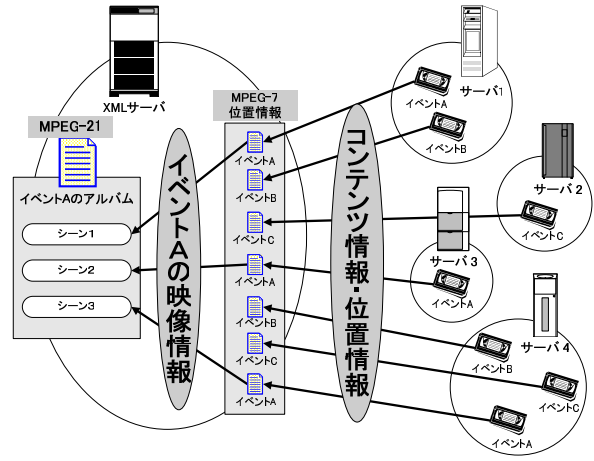 XMLサーバ
MPEG-21
イベントAのアルバム
シーン1
シーン2
シーン3
イベントAの映像情報
MPEG-7
位置情報
イベントA
イベントB
イベントC
イベントA
イベントB
イベントC
イベントA
コンテンツ情報・位置情報
サーバ1
イベントA
イベントB
サーバ2
イベントC
サーバ3
イベントA
サーバ4
イベントB
イベントC
イベントA